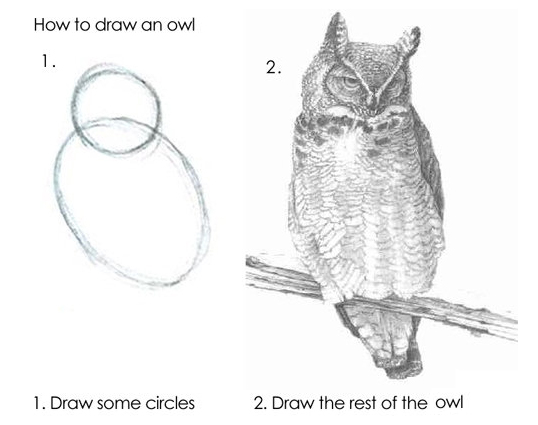 How to draw an owl
1.
2.
1. Draw some circles
2. Draw the rest of the owl